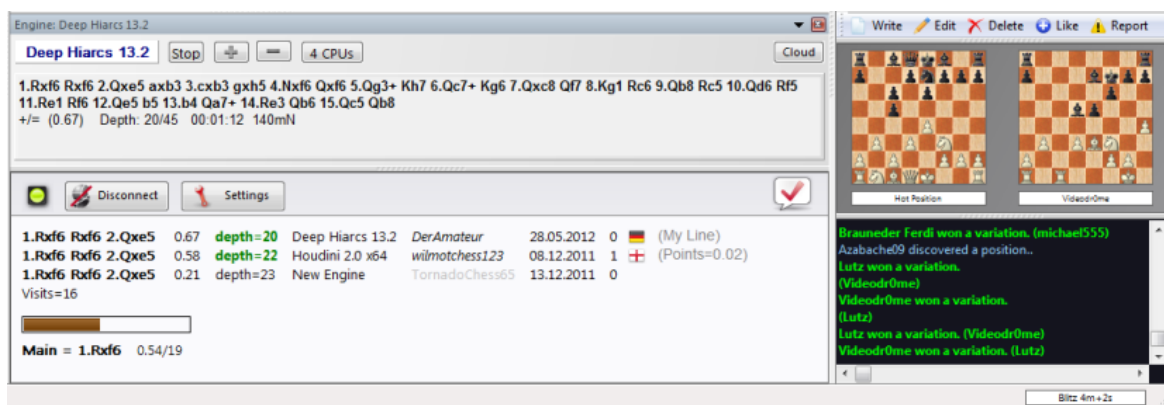 Engine: Deep Hiarcs 13.2
Deep Hiarcs 13.2 Stop 4 CPUs Cloud
1.Rxf6 Rxf6 2.Qxe5 axb3 3.cxb3 gxh5 4.Nxf6 Qxf6 5.Qg3+ Kh7 6.Qc7+ Kg6 7.Qxc8 Qf7 8.Kg1 Rc6 9.Qb8 Rc5 10.Qd6 Rf5
11.Re1 Rf6 12.Qe5 b5 13.b4 Qa7+ 14.Re3 Qb6 15.Qc5 Qb8
+/= (0.67) Depth: 20/45 00:01:12 140mN
Disconnect Settings
1.Rxf6 Rxf6 2.Qxe5 0.67 depth=20 Deep Hiarcs 13.2 DerAmateur 28.05.2012 0 (My Line)
1.Rxf6 Rxf6 2.Qxe5 0.58 depth=22 Houdini 2.0 x64 wilmotchess123 08.12.2011 1 (Points=0.02)
1.Rxf6 Rxf6 2.Qxe5 0.21 depth=23 New Engine TornadoChess65 13.12.2011 0
Visits=16
Main = 1.Rxf6 0.54/19
Write Edit Delete Like Report
Hot Position Videodr0me
Brauneder Ferdi won a variation. (michael555)
Azabache09 discovered a position..
Lutz won a variation.
(Videodr0me)
Videodr0me won a variation.
(Lutz)
Lutz won a variation. (Videodr0me)
Videodr0me won a variation. (Lutz)
Blitz 4m+2s